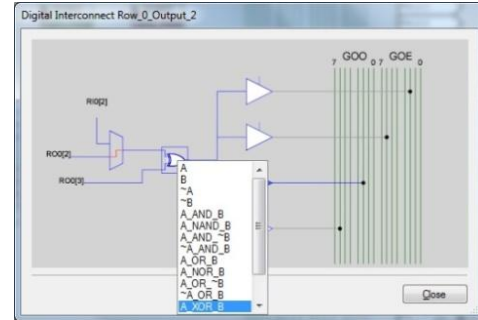 Digital Interconnect Row_0_Output_2
GOO GOE
7 0 7 0
RI0[2]
RO0[2]
RO0[3]
A
B
~A
~B
A_AND_B
A_NAND_B
A_AND_~B
~A_AND_B
A_OR_B
A_NOR_B
A_OR_~B
~A_OR_B
A_XOR_B
Close